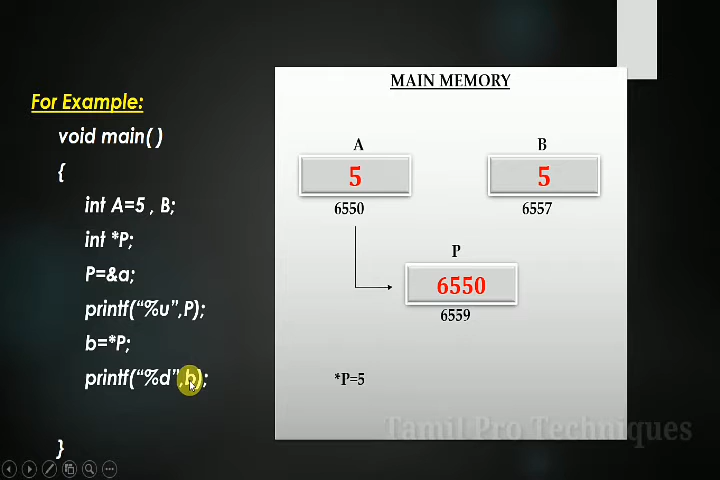 For Example:
void main( )
{
int A=5 , B;
int *P;
P=&a;
printf(“%u”,P);
b=*P;
printf(“%d”,b);
}
MAIN MEMORY
A
B
5
5
6550
6557
P
6550
6559
*P=5
Tamil Pro Techniques